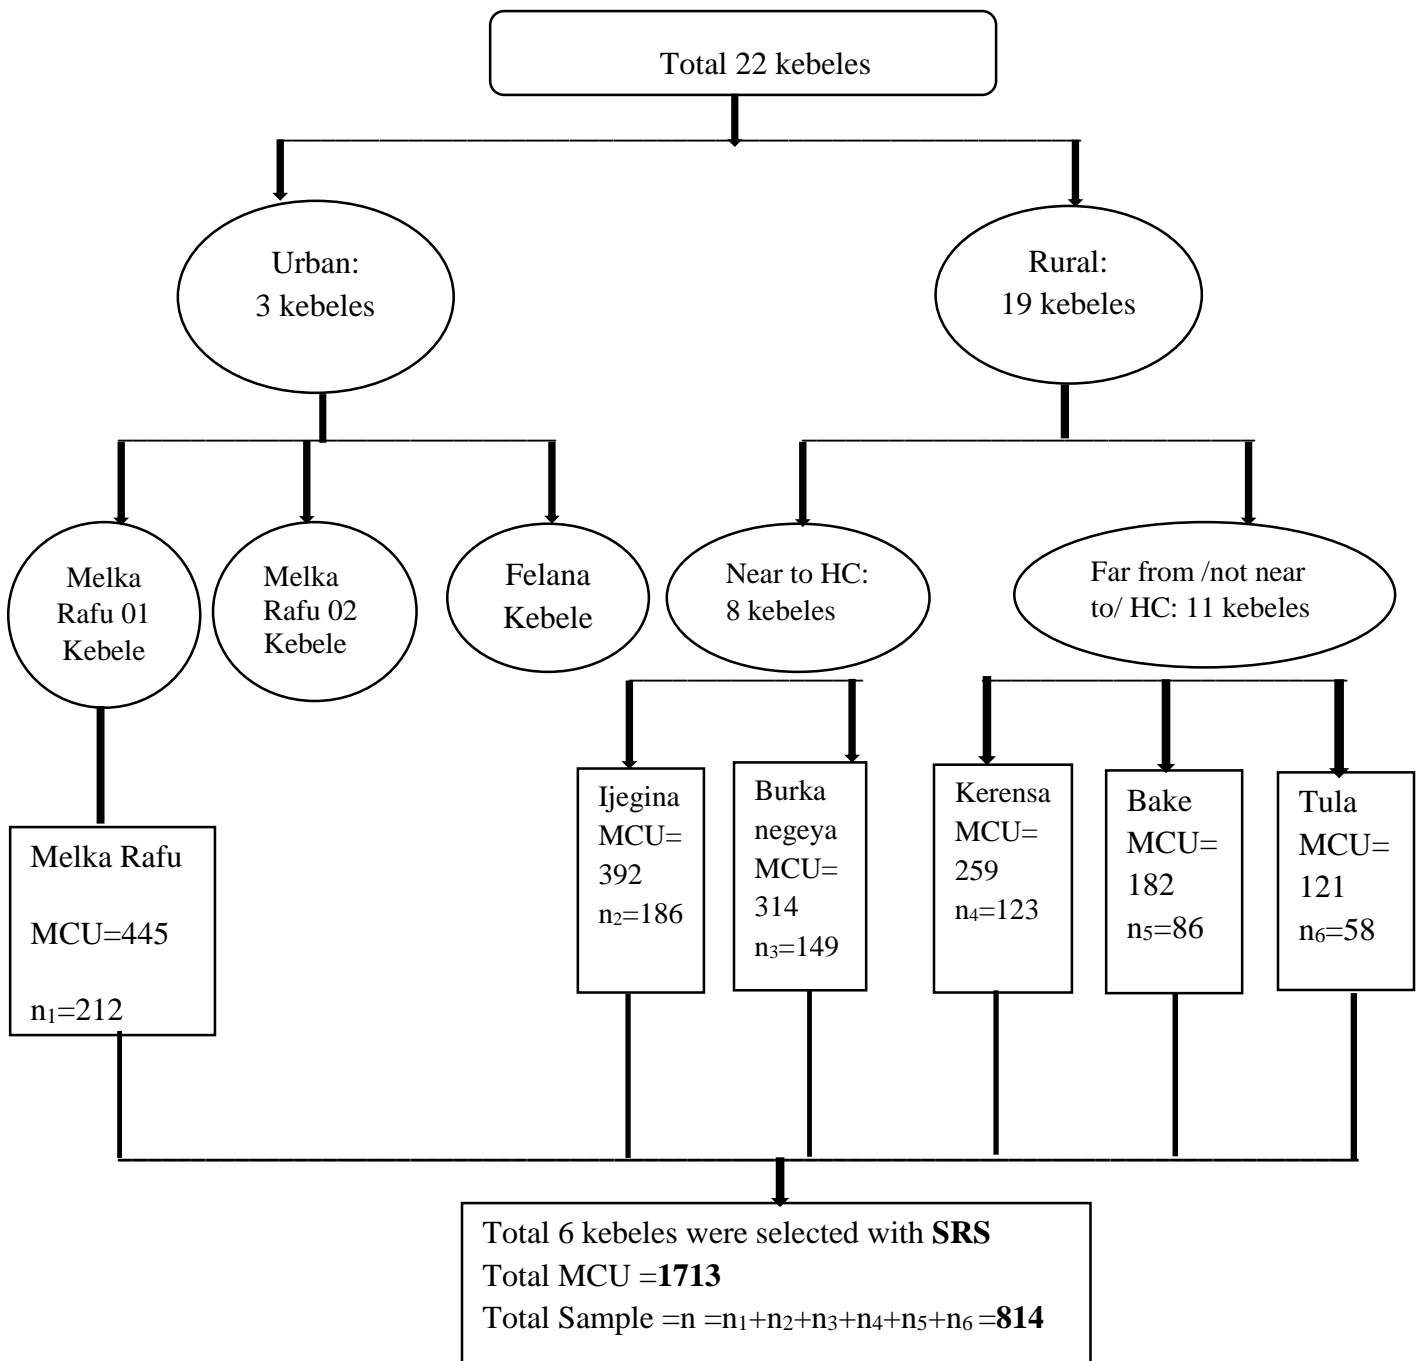 Total 22 kebeles
Urban:
3 kebeles
Rural:
19 kebeles
Melka
Rafu 01
Kebele
Melka
Rafu 02
Kebele
Felana
Kebele
Near to HC:
8 kebeles
Far from /not near
to/ HC: 11 kebeles
Melka Rafu
MCU=445
n₁=212
Ijegina
MCU=
392
n₂=186
Burka
negeya
MCU=
314
n₃=149
Kerensa
MCU=
259
n₄=123
Bake
MCU=
182
n₅=86
Tula
MCU=
121
n₆=58
Total 6 kebeles were selected with SRS
Total MCU =1713
Total Sample =n =n₁+n₂+n₃+n₄+n₅+n₆ =814